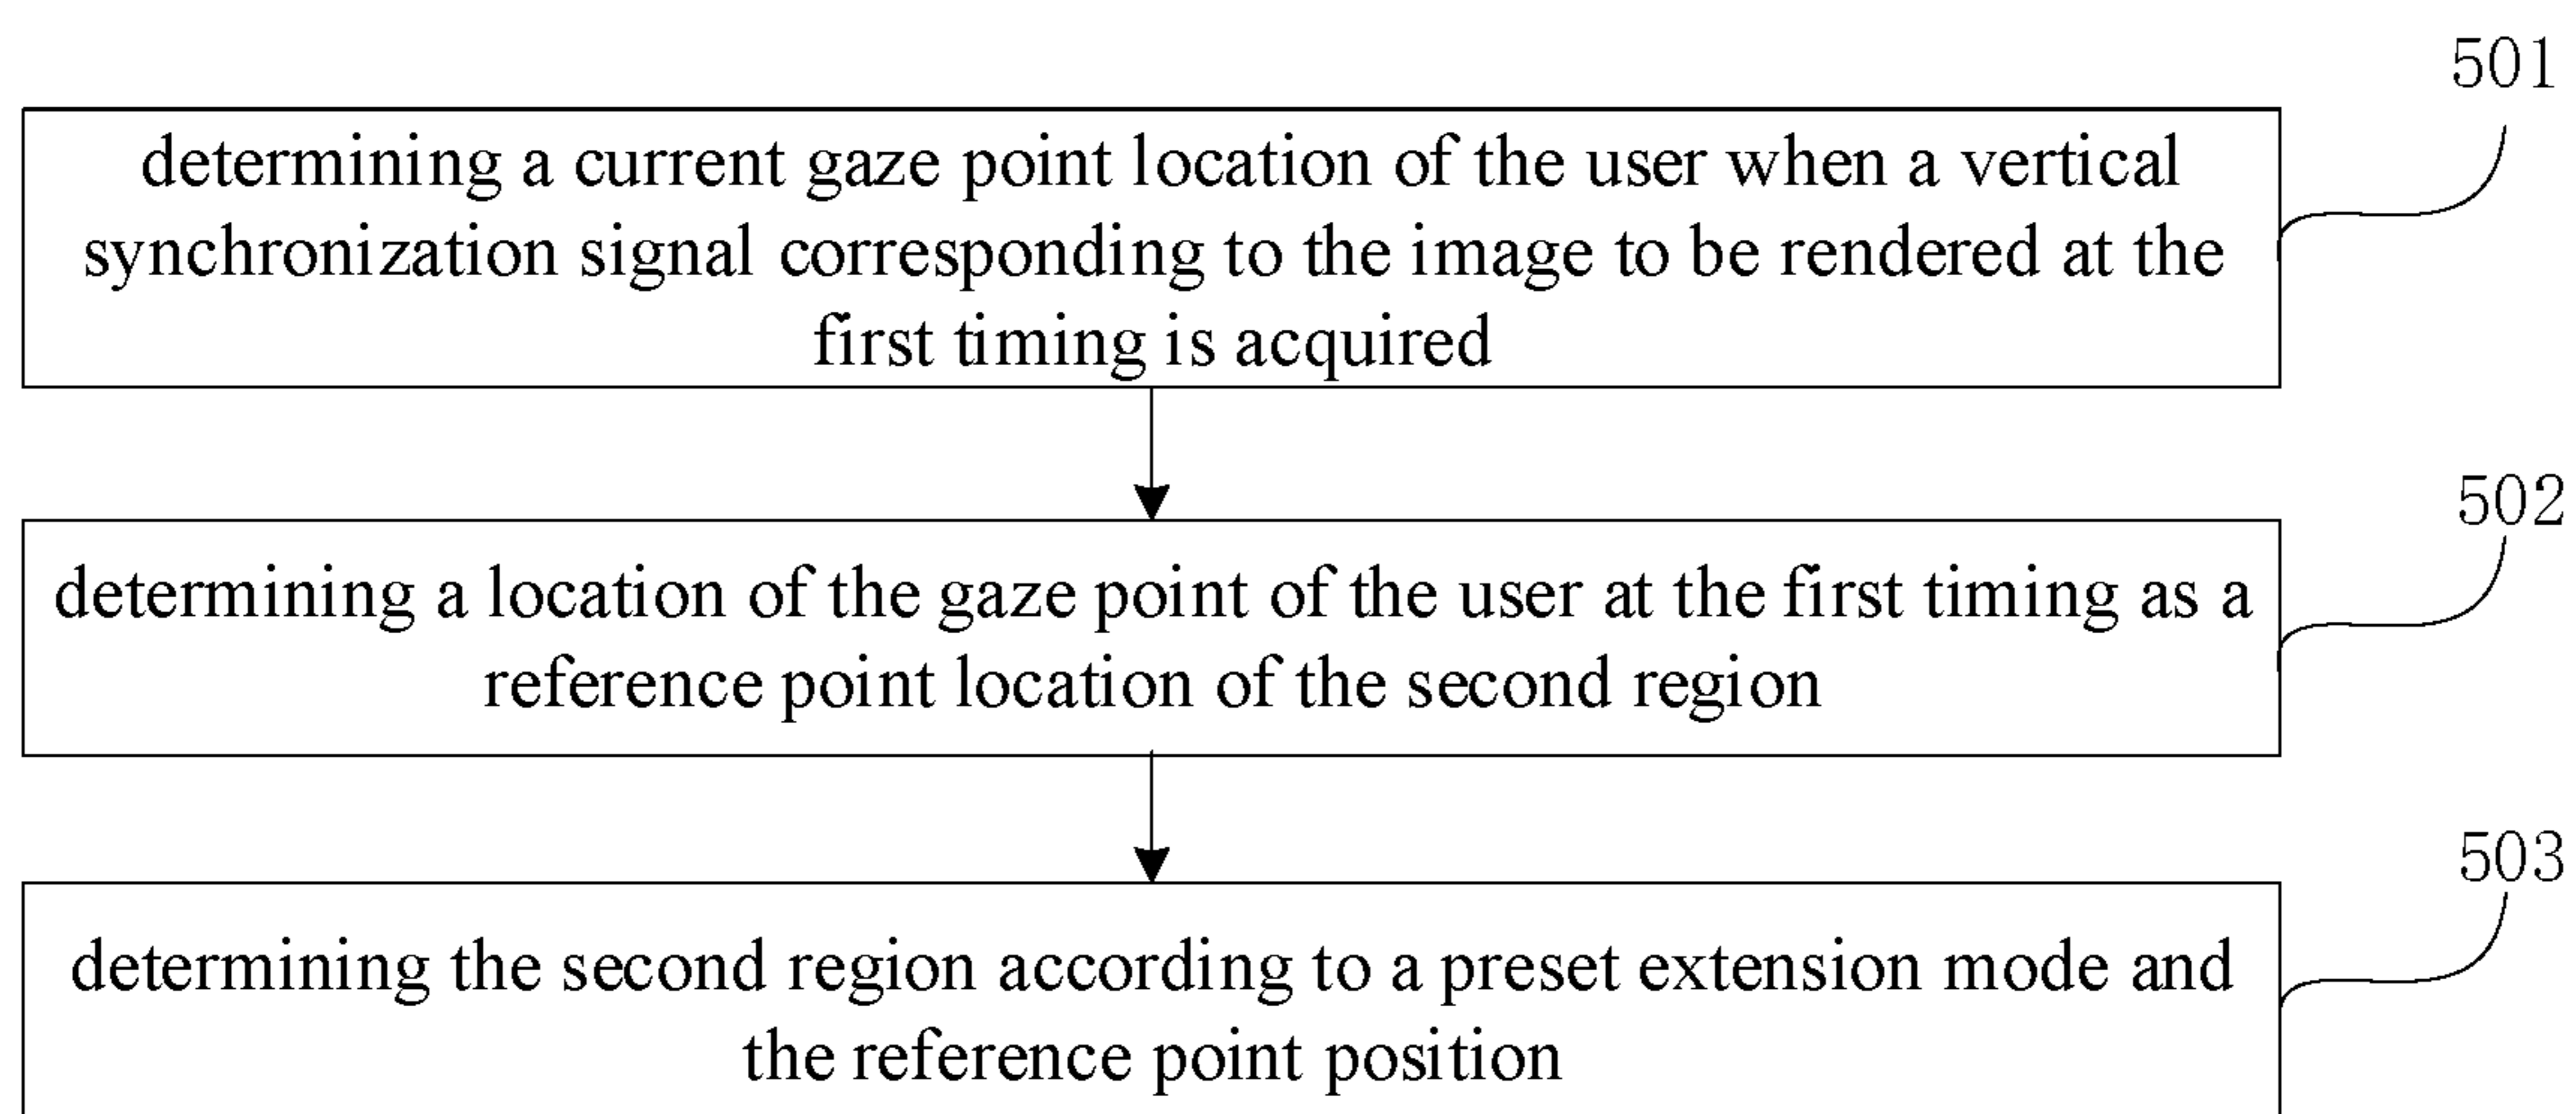 501
determining a current gaze point location of the user when a vertical
synchronization signal corresponding to the image to be rendered at the
first timing is acquired
502
determining a location of the gaze point of the user at the first timing as a
reference point location of the second region
503
determining the second region according to a preset extension mode and
the reference point position